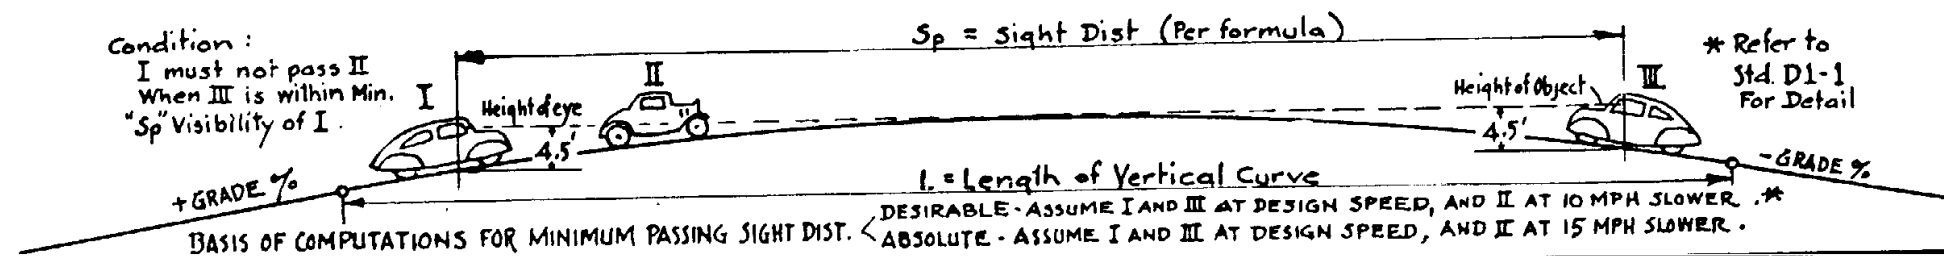 Condition :
I must not pass II
When III is within Min.
"Sp" Visibility of I.
Sp = Sight Dist (Per formula)
* Refer to
Std. D1-1
For Detail
I
II
III
Height of eye
Height of Object
4.5'
4.5'
+ GRADE %
- GRADE %
L = Length of Vertical Curve
BASIS OF COMPUTATIONS FOR MINIMUM PASSING SIGHT DIST.
DESIRABLE - ASSUME I AND III AT DESIGN SPEED, AND II AT 10 MPH SLOWER . *
ABSOLUTE - ASSUME I AND III AT DESIGN SPEED, AND II AT 15 MPH SLOWER .